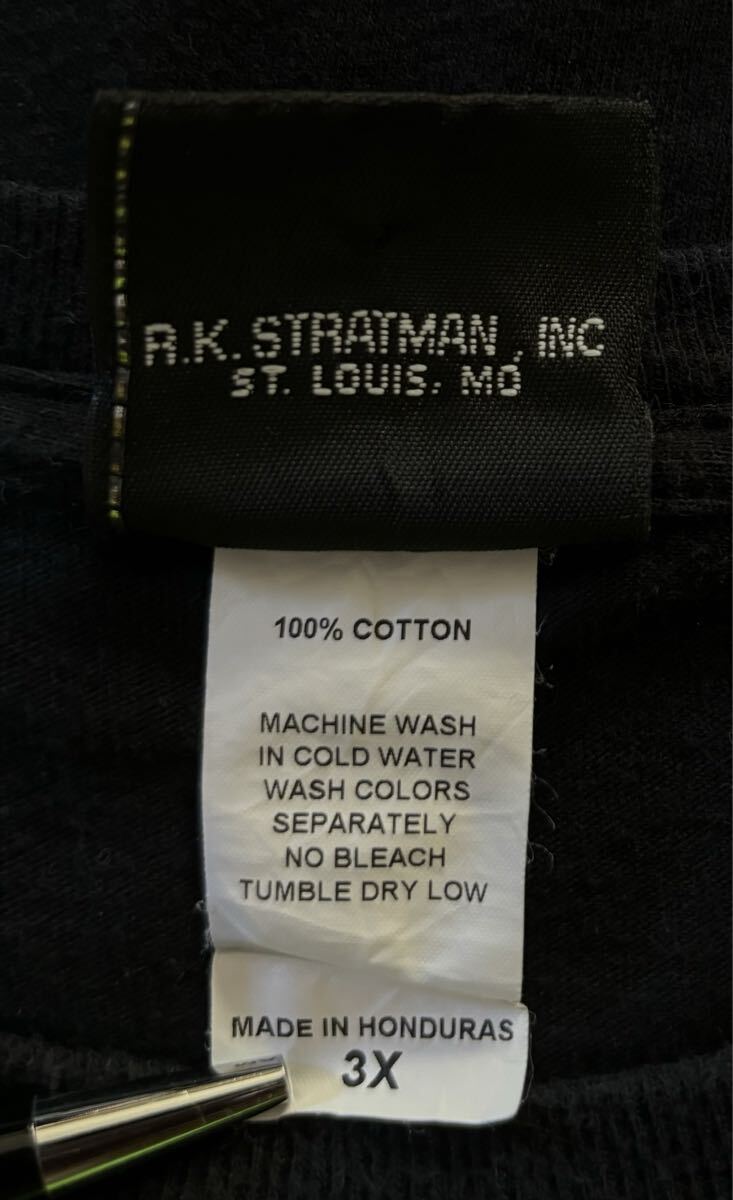 R.K. STRATMAN, INC
ST. LOUIS, MO
100% COTTON
MACHINE WASH
IN COLD WATER
WASH COLORS
SEPARATELY
NO BLEACH
TUMBLE DRY LOW
MADE IN HONDURAS
3X